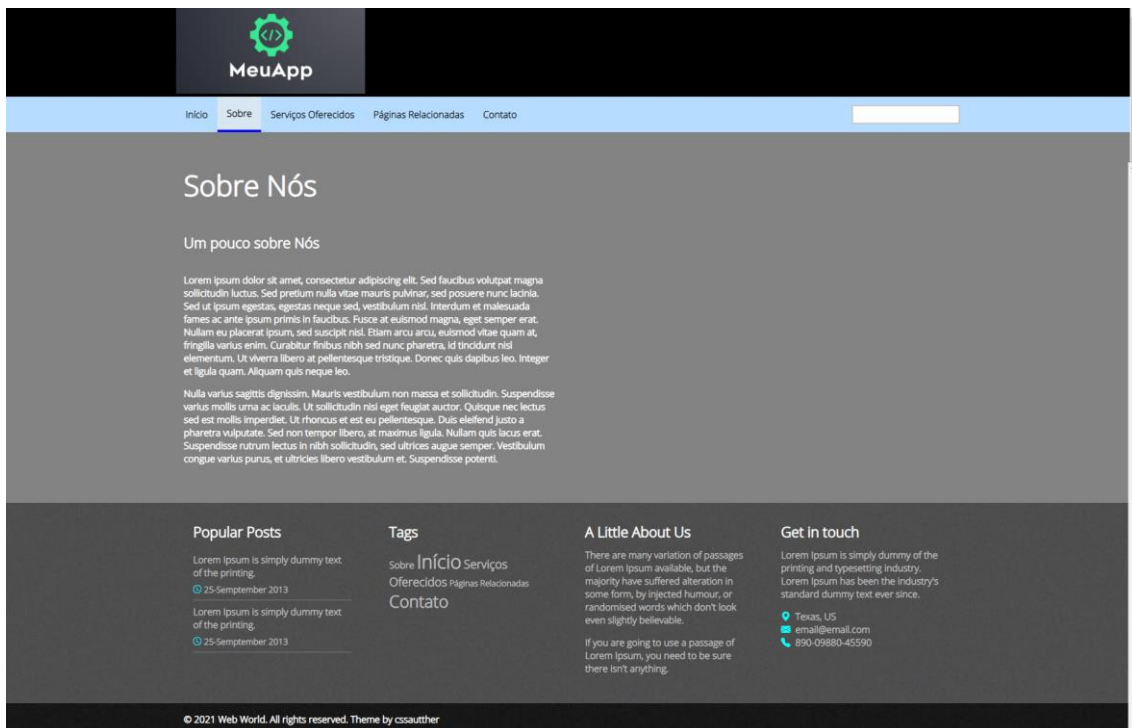 </>
MeuApp
Início Sobre Serviços Oferecidos Páginas Relacionadas Contato
Sobre Nós
Um pouco sobre Nós
Lorem ipsum dolor sit amet, consectetur adipiscing elit. Sed faucibus volutpat magna
sollicitudin luctus. Sed pretium nulla vitae mauris pulvinar, sed posuere nunc lacinia.
Sed ut ipsum egestas, egestas neque sed, vestibulum nisl. Interdum et malesuada
fames ac ante ipsum primis in faucibus. Fusce at euismod magna, eget semper erat.
Nullam eu placerat ipsum, sed suscipit nisl. Etiam arcu arcu, euismod vitae quam at,
fringilla varius enim. Curabitur finibus nibh sed nunc pharetra, id tincidunt nisl
elementum. Ut viverra libero at pellentesque tristique. Donec quis dapibus leo. Integer
et ligula quam. Aliquam quis neque leo.
Nulla varius sagittis dignissim. Mauris vestibulum non massa et sollicitudin. Suspendisse
varius mollis urna ac iaculis. Ut sollicitudin nisi eget feugiat auctor. Quisque nec lectus
sed est mollis imperdiet. Ut rhoncus et est eu pellentesque. Duis eleifend justo a
pharetra vulputate. Sed non tempor libero, at maximus ligula. Nullam quis lacus erat.
Suspendisse rutrum lectus in nibh sollicitudin, sed ultrices augue semper. Vestibulum
congue varius purus, et ultricies libero vestibulum et. Suspendisse potenti.
Popular Posts
Lorem Ipsum is simply dummy text
of the printing.
25-Semptember 2013
Lorem Ipsum is simply dummy text
of the printing.
25-Semptember 2013
Tags
Sobre Início Serviços
Oferecidos Páginas Relacionadas
Contato
A Little About Us
There are many variation of passages
of Lorem Ipsum available, but the
majority have suffered alteration in
some form, by injected humour, or
randomised words which don't look
even slightly believable.
If you are going to use a passage of
Lorem Ipsum, you need to be sure
there isn't anything.
Get in touch
Lorem Ipsum is simply dummy of the
printing and typesetting industry.
Lorem Ipsum has been the industry's
standard dummy text ever since.
Texas, US
email@email.com
890-09880-45590
© 2021 Web World. All rights reserved. Theme by cssautther